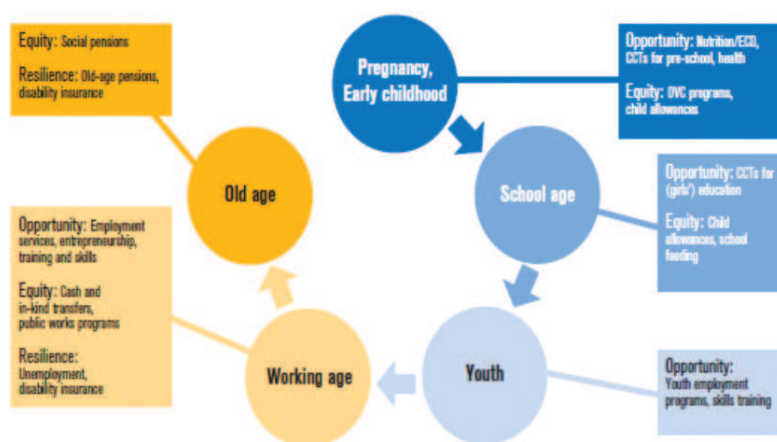 Equity: Social pensions
Resilience: Old-age pensions,
disability insurance
Pregnancy,
Early childhood
Opportunity: Nutrition/ECD,
CCTs for pre-school, health
Equity: OVC programs,
child allowances
Old age
School age
Opportunity: CCTs for
(girls') education
Equity: Child
allowances, school
feeding
Opportunity: Employment
services, entrepreneurship,
training and skills
Equity: Cash and
in-kind transfers,
public works programs
Resilience:
Unemployment,
disability insurance
Working age
Youth
Opportunity:
Youth employment
programs, skills training